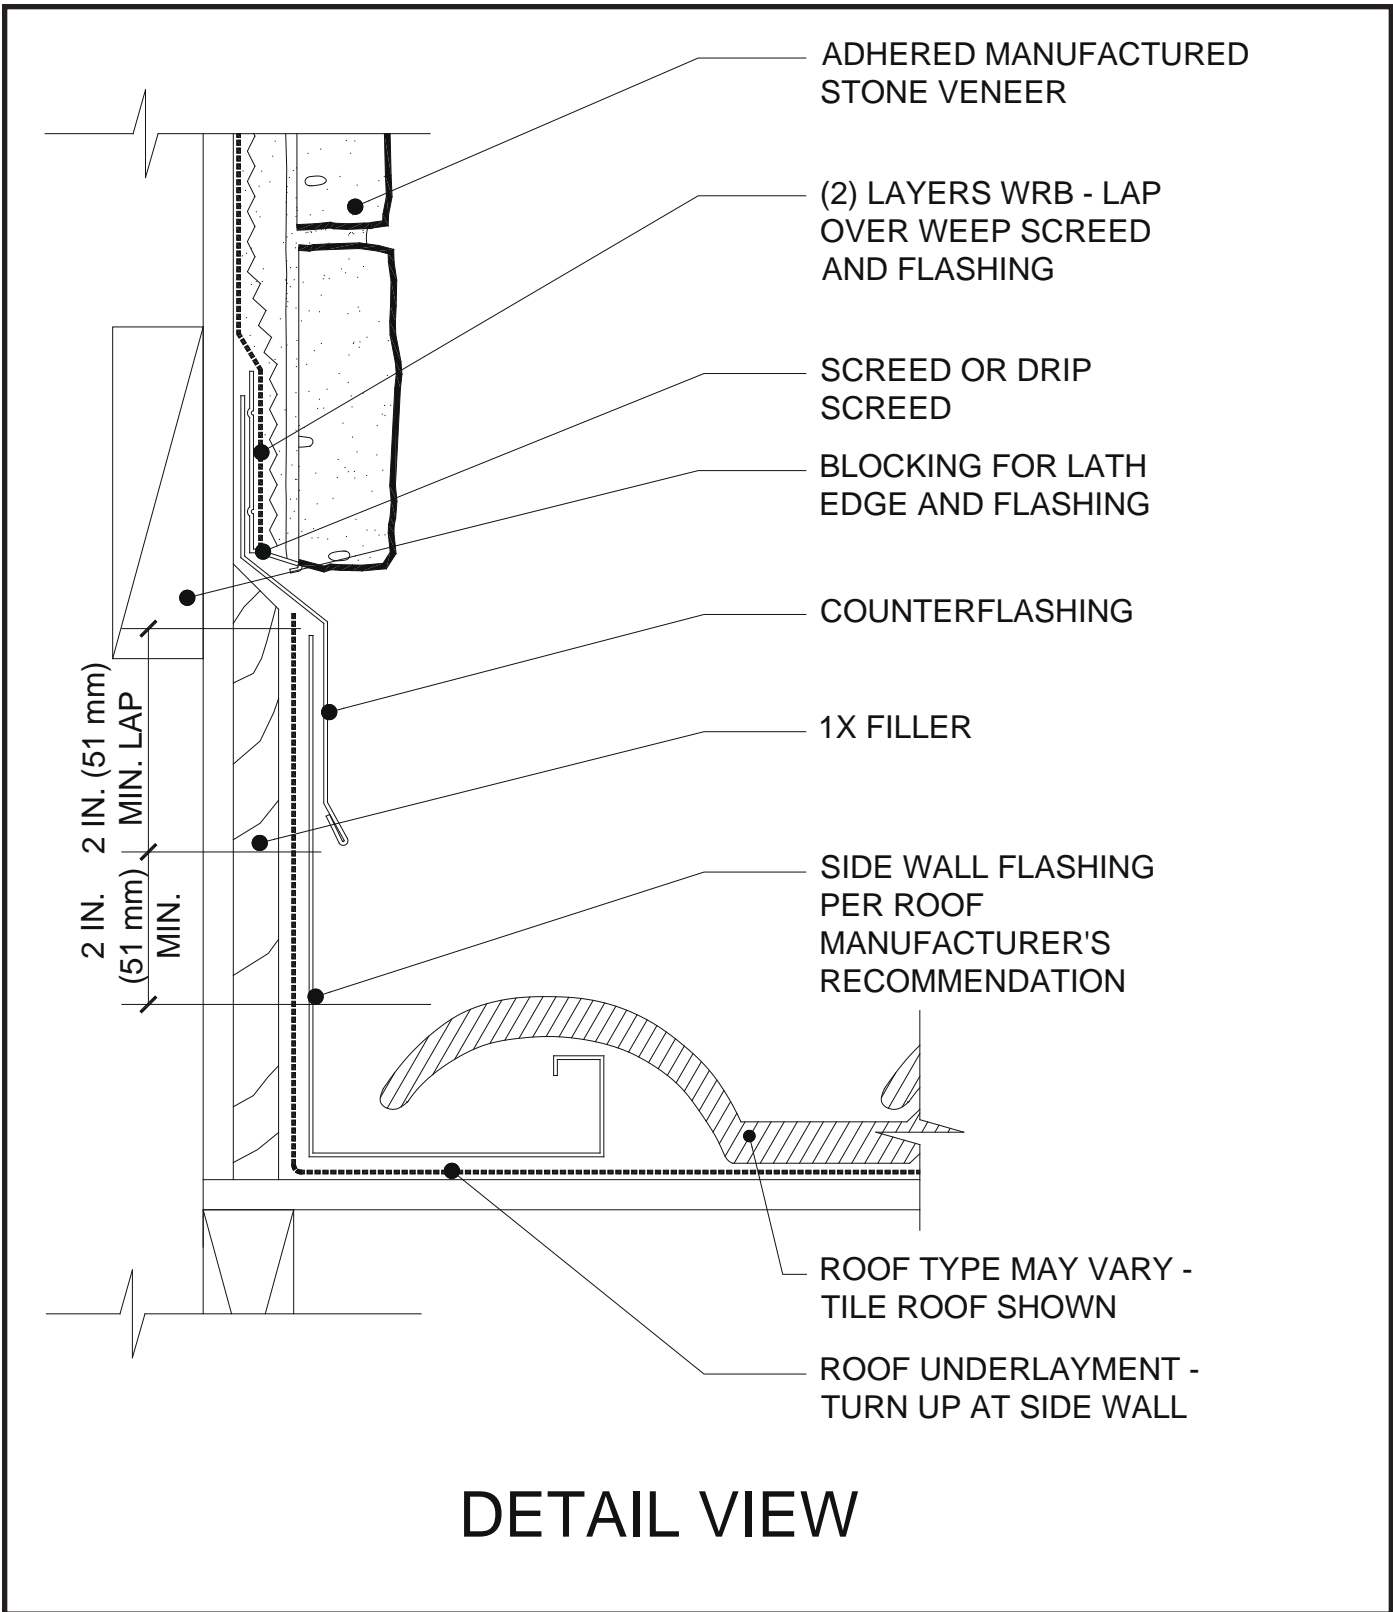 ADHERED MANUFACTURED
STONE VENEER
(2) LAYERS WRB - LAP
OVER WEEP SCREED
AND FLASHING
SCREED OR DRIP
SCREED
BLOCKING FOR LATH
EDGE AND FLASHING
COUNTERFLASHING
1X FILLER
2 IN. (51 mm)
MIN. LAP
2 IN.
(51 mm)
MIN.
SIDE WALL FLASHING
PER ROOF
MANUFACTURER'S
RECOMMENDATION
ROOF TYPE MAY VARY -
TILE ROOF SHOWN
ROOF UNDERLAYMENT -
TURN UP AT SIDE WALL
DETAIL VIEW